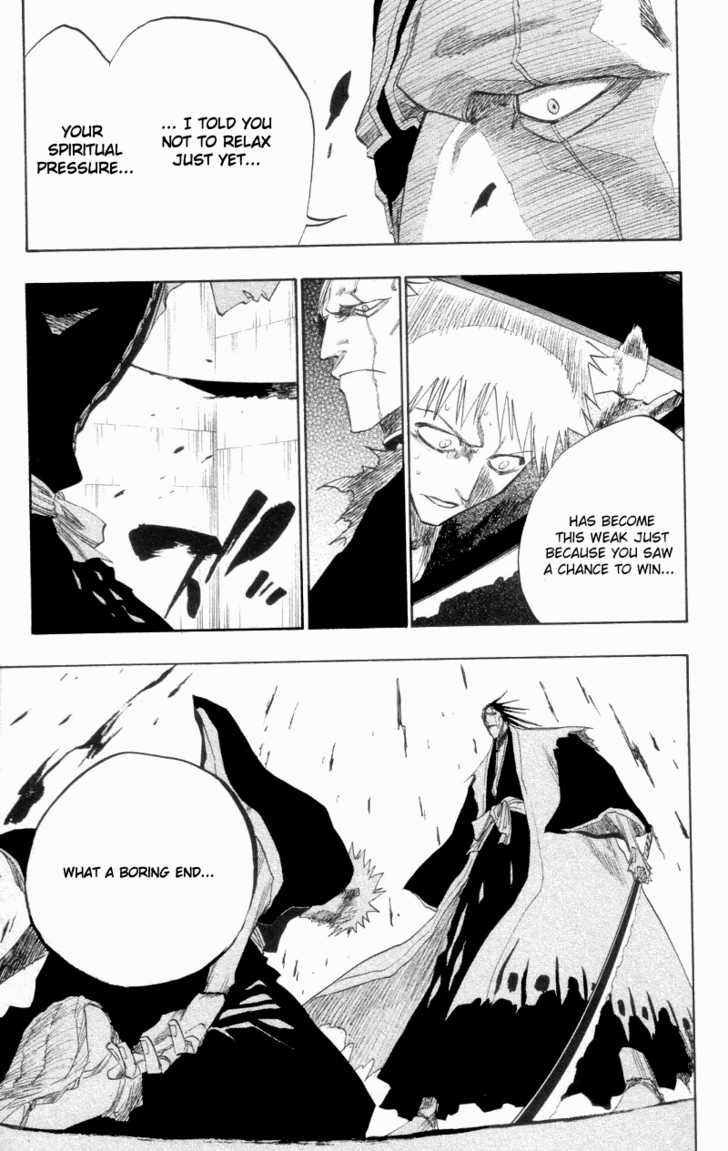 ... I TOLD YOU
NOT TO RELAX
JUST YET...
YOUR
SPIRITUAL
PRESSURE...
HAS BECOME
THIS WEAK JUST
BECAUSE YOU SAW
A CHANCE TO WIN...
WHAT A BORING END...